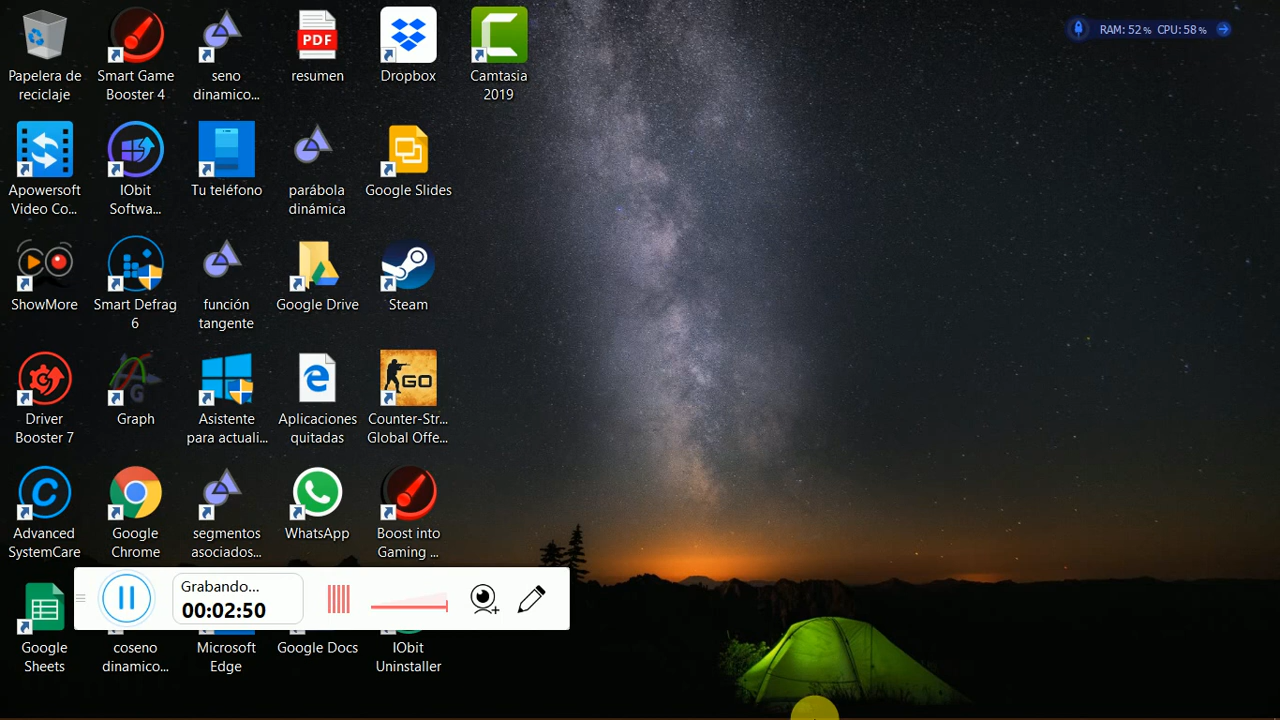 RAM: 52% CPU: 58%
PDF
Papelera de
reciclaje
Smart Game
Booster 4
seno
dinamico...
resumen
Dropbox
Camtasia
2019
Apowersoft
Video Co...
IObit
Softwa...
Tu teléfono
parábola
dinámica
Google Slides
ShowMore
Smart Defrag
6
función
tangente
Google Drive
Steam
GO
Driver
Booster 7
Graph
Asistente
para actuali...
Aplicaciones
quitadas
Counter-Str...
Global Offe...
Advanced
SystemCare
Google
Chrome
segmentos
asociados...
WhatsApp
Boost into
Gaming ...
Grabando...
00:02:50
Google
Sheets
coseno
dinamico...
Microsoft
Edge
Google Docs
IObit
Uninstaller